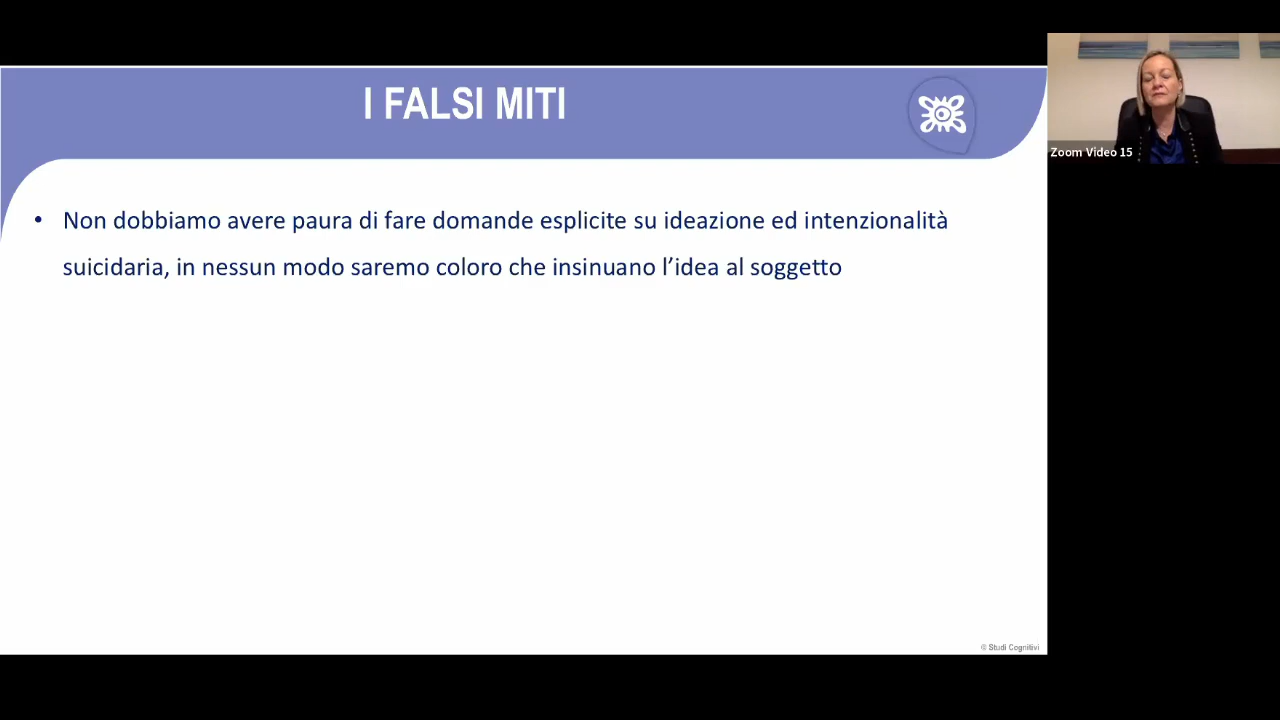 I FALSI MITI
Zoom Video 15
• Non dobbiamo avere paura di fare domande esplicite su ideazione ed intenzionalità
suicidaria, in nessun modo saremo coloro che insinuano l’idea al soggetto
© Studi Cognitivi